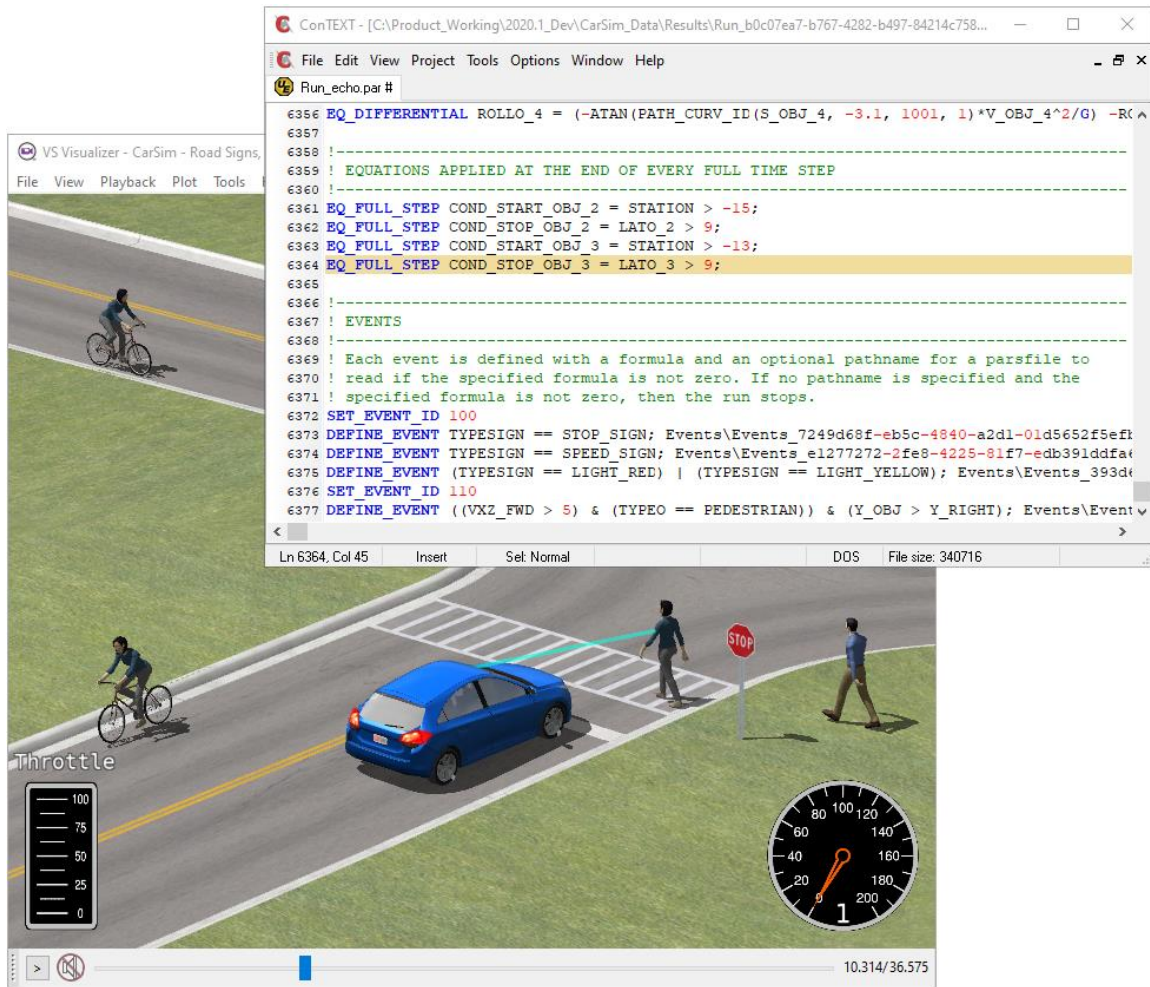 ConTEXT - [C:\Product_Working\2020.1_Dev\CarSim_Data\Results\Run_b0c07ea7-b767-4282-b497-84214c758...
File Edit View Project Tools Options Window Help
Run_echo.par #
6356 EQ_DIFFERENTIAL ROLLO_4 = (-ATAN(PATH_CURV_ID(S_OBJ_4, -3.1, 1001, 1)*V_OBJ_4^2/G) -RO
6357
6358 !------------------------------------------------------------------------------
6359 ! EQUATIONS APPLIED AT THE END OF EVERY FULL TIME STEP
6360 !------------------------------------------------------------------------------
6361 EQ_FULL_STEP COND_START_OBJ_2 = STATION > -15;
6362 EQ_FULL_STEP COND_STOP_OBJ_2 = LATO_2 > 9;
6363 EQ_FULL_STEP COND_START_OBJ_3 = STATION > -13;
6364 EQ_FULL_STEP COND_STOP_OBJ_3 = LATO_3 > 9;
6365
6366 !------------------------------------------------------------------------------
6367 ! EVENTS
6368 !------------------------------------------------------------------------------
6369 ! Each event is defined with a formula and an optional pathname for a parsfile to
6370 ! read if the specified formula is not zero. If no pathname is specified and the
6371 ! specified formula is not zero, then the run stops.
6372 SET_EVENT_ID 100
6373 DEFINE_EVENT TYPESIGN == STOP_SIGN; Events\Events_7249d68f-eb5c-4840-a2d1-01d5652f5efb
6374 DEFINE_EVENT TYPESIGN == SPEED_SIGN; Events\Events_e1277272-2fe8-4225-81f7-edb391ddfa6
6375 DEFINE_EVENT (TYPESIGN == LIGHT_RED) | (TYPESIGN == LIGHT_YELLOW); Events\Events_393d6
6376 SET_EVENT_ID 110
6377 DEFINE_EVENT ((VXZ_FWD > 5) & (TYPEO == PEDESTRIAN)) & (Y_OBJ > Y_RIGHT); Events\Event
Ln 6364, Col 45 Insert Sel: Normal DOS File size: 340716
VS Visualizer - CarSim - Road Signs,
File View Playback Plot Tools
STOP
Throttle
100
75
50
25
0
0 20 40 60 80 100 120 140 160 180 200
1
> 10.314/36.575